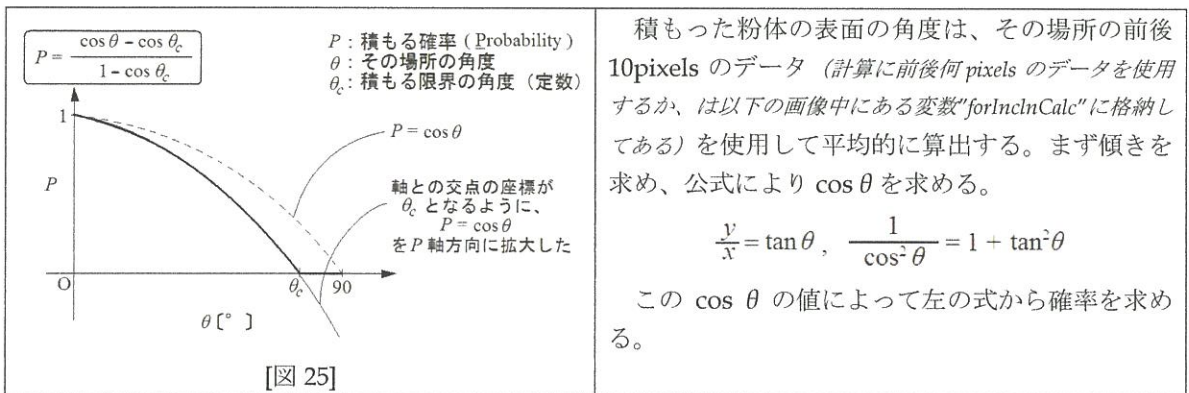 P = (cos θ − cos θc) / (1 − cos θc)
P：積もる確率 ( Probability )
θ：その場所の角度
θc：積もる限界の角度（定数）
1
P = cos θ
P
軸との交点の座標が
θc となるように、
P = cos θ
を P 軸方向に拡大した
O
θc
90
θ〔°〕
[図 25]
積もった粉体の表面の角度は、その場所の前後
10pixels のデータ（計算に前後何 pixels のデータを使用
するか、は以下の画像中にある変数"forInclnCalc"に格納し
てある）を使用して平均的に算出する。まず傾きを
求め、公式により cos θ を求める。
y/x = tan θ , 1/cos² θ = 1 + tan²θ
この cos θ の値によって左の式から確率を求め
る。